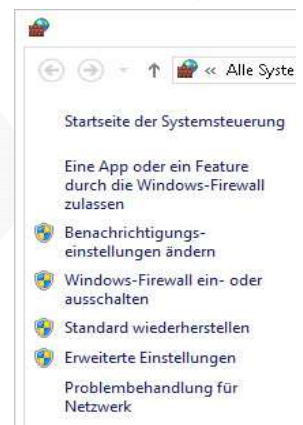 « Alle Syste
Startseite der Systemsteuerung
Eine App oder ein Feature
durch die Windows-Firewall
zulassen
Benachrichtigungs-
einstellungen ändern
Windows-Firewall ein- oder
ausschalten
Standard wiederherstellen
Erweiterte Einstellungen
Problembehandlung für
Netzwerk